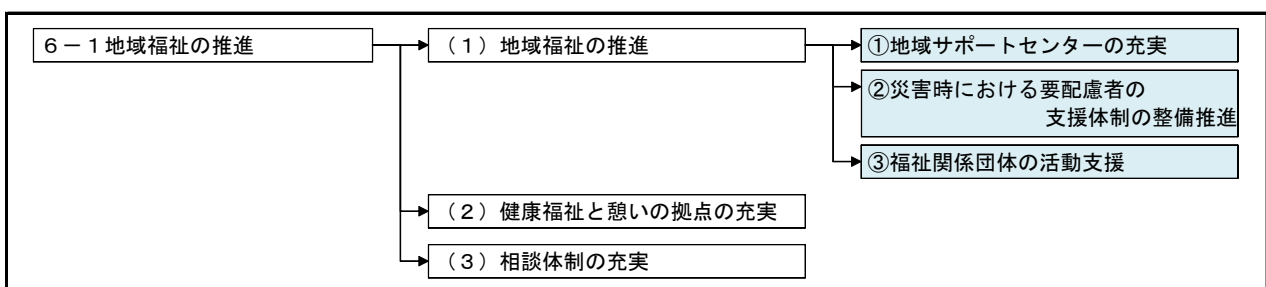 ６－１地域福祉の推進
（１）地域福祉の推進
①地域サポートセンターの充実
②災害時における要配慮者の
支援体制の整備推進
③福祉関係団体の活動支援
（２）健康福祉と憩いの拠点の充実
（３）相談体制の充実